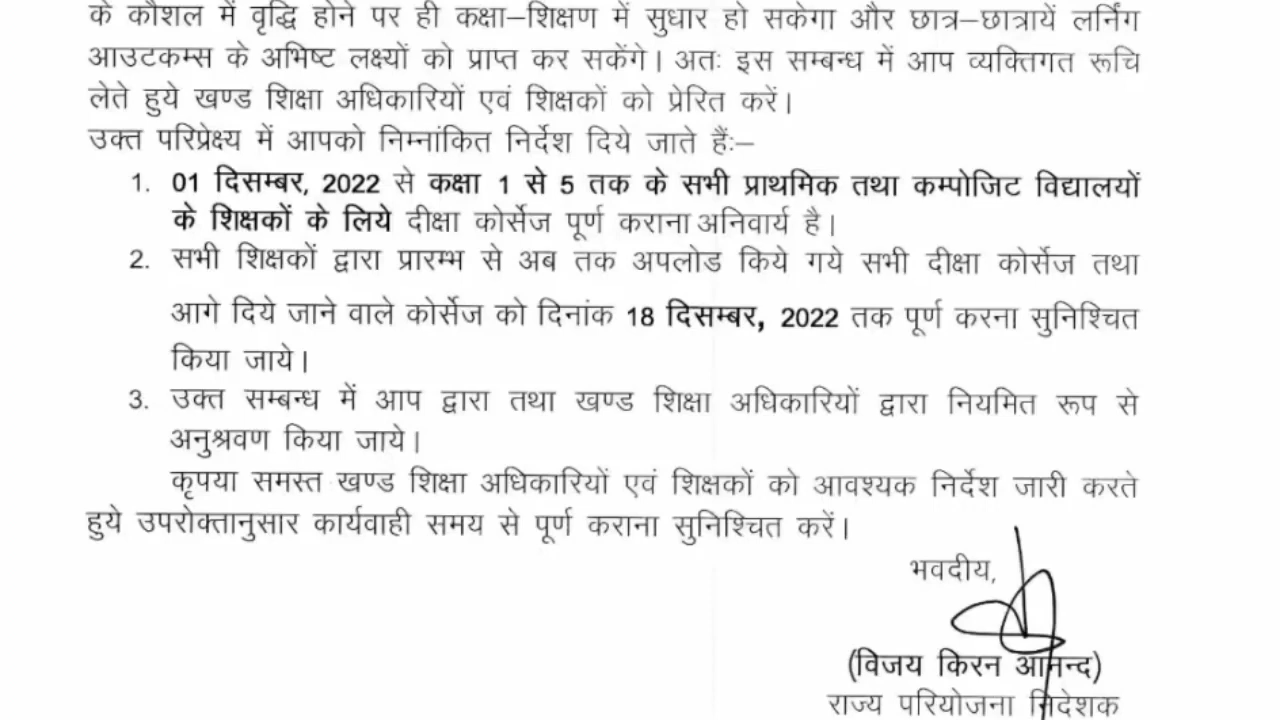 के कौशल में वृद्धि होने पर ही कक्षा–शिक्षण में सुधार हो सकेगा और छात्र–छात्रायें लर्निंग
आउटकम्स के अभिष्ट लक्ष्यों को प्राप्त कर सकेंगे। अतः इस सम्बन्ध में आप व्यक्तिगत रूचि
लेते हुये खण्ड शिक्षा अधिकारियों एवं शिक्षकों को प्रेरित करें।
उक्त परिप्रेक्ष्य में आपको निम्नांकित निर्देश दिये जाते हैं:–
1. 01 दिसम्बर, 2022 से कक्षा 1 से 5 तक के सभी प्राथमिक तथा कम्पोजिट विद्यालयों
के शिक्षकों के लिये दीक्षा कोर्सेज पूर्ण कराना अनिवार्य है।
2. सभी शिक्षकों द्वारा प्रारम्भ से अब तक अपलोड किये गये सभी दीक्षा कोर्सेज तथा
आगे दिये जाने वाले कोर्सेज को दिनांक 18 दिसम्बर, 2022 तक पूर्ण करना सुनिश्चित
किया जाये।
3. उक्त सम्बन्ध में आप द्वारा तथा खण्ड शिक्षा अधिकारियों द्वारा नियमित रूप से
अनुश्रवण किया जाये।
कृपया समस्त खण्ड शिक्षा अधिकारियों एवं शिक्षकों को आवश्यक निर्देश जारी करते
हुये उपरोक्तानुसार कार्यवाही समय से पूर्ण कराना सुनिश्चित करें।
भवदीय,
(विजय किरन आनन्द)
राज्य परियोजना निदेशक